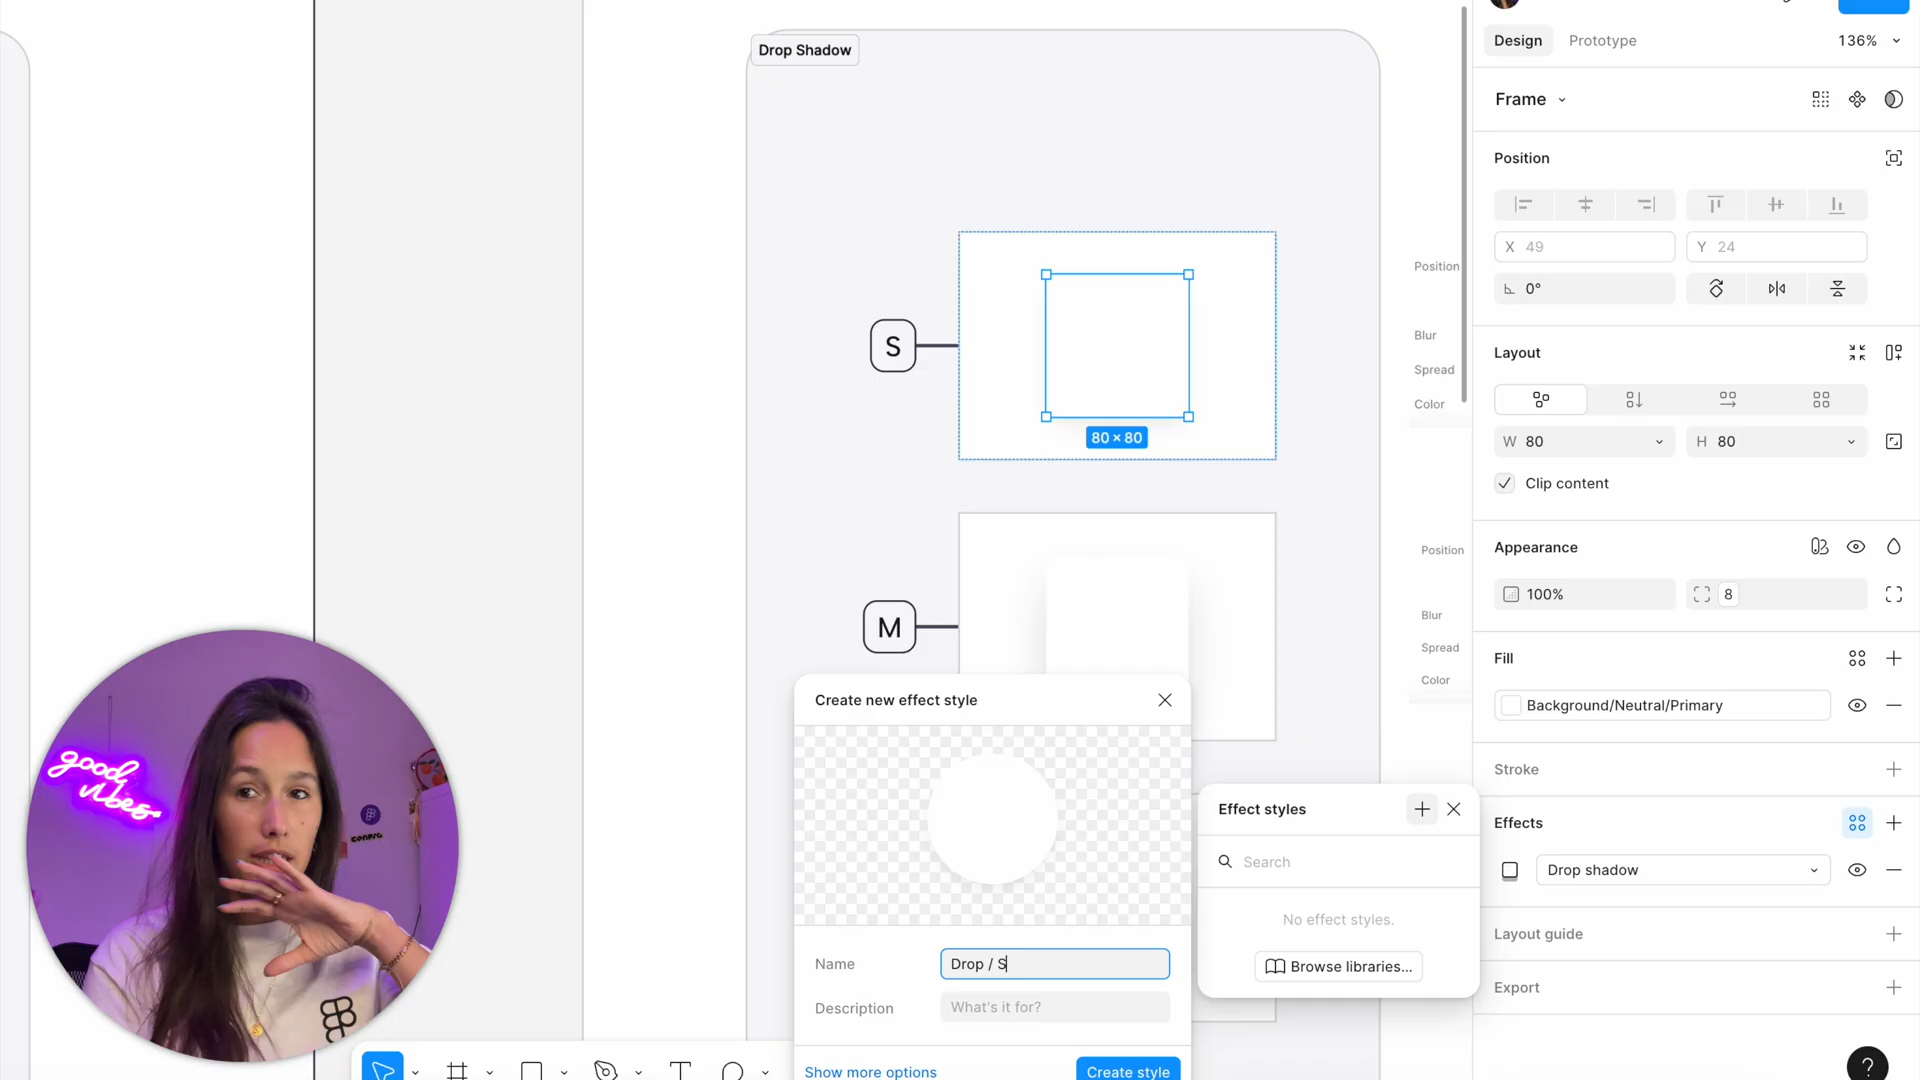 Drop Shadow
S
80 × 80
M
Position
Blur
Spread
Color
Position
Blur
Spread
Color
Create new effect style
Name
Drop / S
Description
What's it for?
Show more options
Create style
Effect styles
Search
No effect styles.
Browse libraries...
Design
Prototype
136%
Frame
Position
X 49
Y 24
0°
Layout
W 80
H 80
Clip content
Appearance
100%
8
Fill
Background/Neutral/Primary
Stroke
Effects
Drop shadow
Layout guide
Export
?
good
vibes
CONFIG